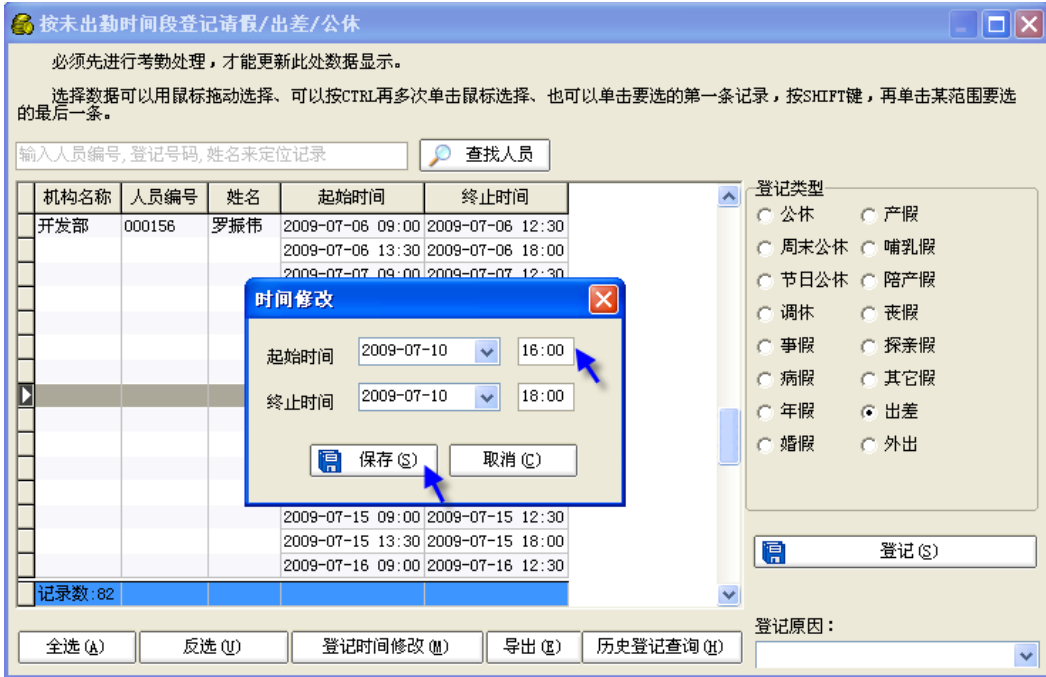 按未出勤时间段登记请假/出差/公休
必须先进行考勤处理，才能更新此处数据显示。
选择数据可以用鼠标拖动选择、可以按CTRL再多次单击鼠标选择、也可以单击要选的第一条记录，按SHIFT键，再单击某范围要选
的最后一条。
输入人员编号,登记号码,姓名来定位记录 查找人员
机构名称 人员编号 姓名 起始时间 终止时间
开发部 000156 罗振伟 2009-07-06 09:00 2009-07-06 12:30
2009-07-06 13:30 2009-07-06 18:00
2009-07-07 09:00 2009-07-07 12:30
时间修改
起始时间 2009-07-10 16:00
终止时间 2009-07-10 18:00
保存(S) 取消(C)
2009-07-15 09:00 2009-07-15 12:30
2009-07-15 13:30 2009-07-15 18:00
2009-07-16 09:00 2009-07-16 12:30
记录数:82
登记类型
公休 产假
周末公休 哺乳假
节日公休 陪产假
调休 丧假
事假 探亲假
病假 其它假
年假 出差
婚假 外出
登记(S)
登记原因：
全选(A) 反选(U) 登记时间修改(M) 导出(E) 历史登记查询(H)